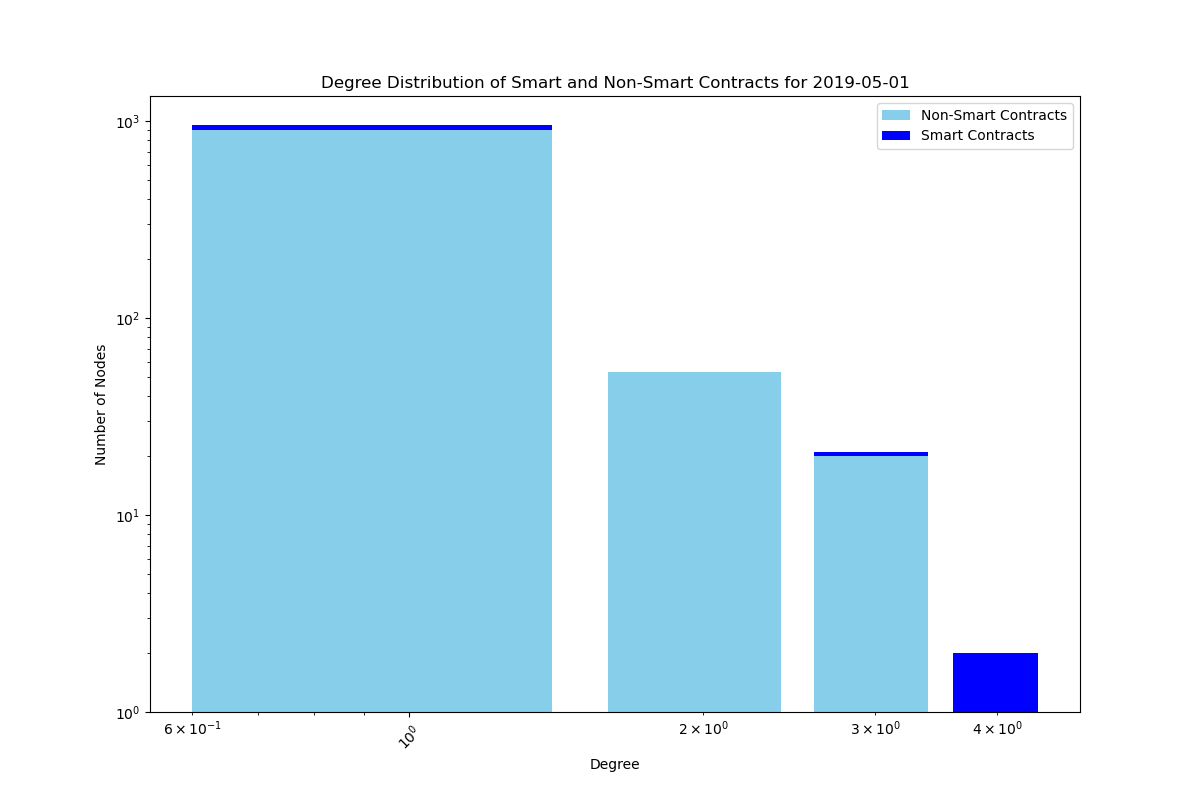 Degree Distribution of Smart and Non-Smart Contracts for 2019-05-01
Non-Smart Contracts
Smart Contracts
Number of Nodes
10³
10²
10¹
10⁰
6 × 10⁻¹
10⁰
2 × 10⁰
3 × 10⁰
4 × 10⁰
Degree